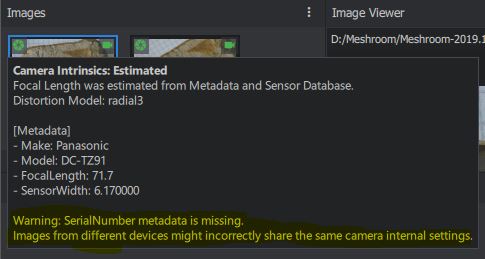 Images
Image Viewer
D:/Meshroom/Meshroom-2019.1
Camera Intrinsics: Estimated
Focal Length was estimated from Metadata and Sensor Database.
Distortion Model: radial3
[Metadata]
- Make: Panasonic
- Model: DC-TZ91
- FocalLength: 71.7
- SensorWidth: 6.170000
Warning: SerialNumber metadata is missing.
Images from different devices might incorrectly share the same camera internal settings.